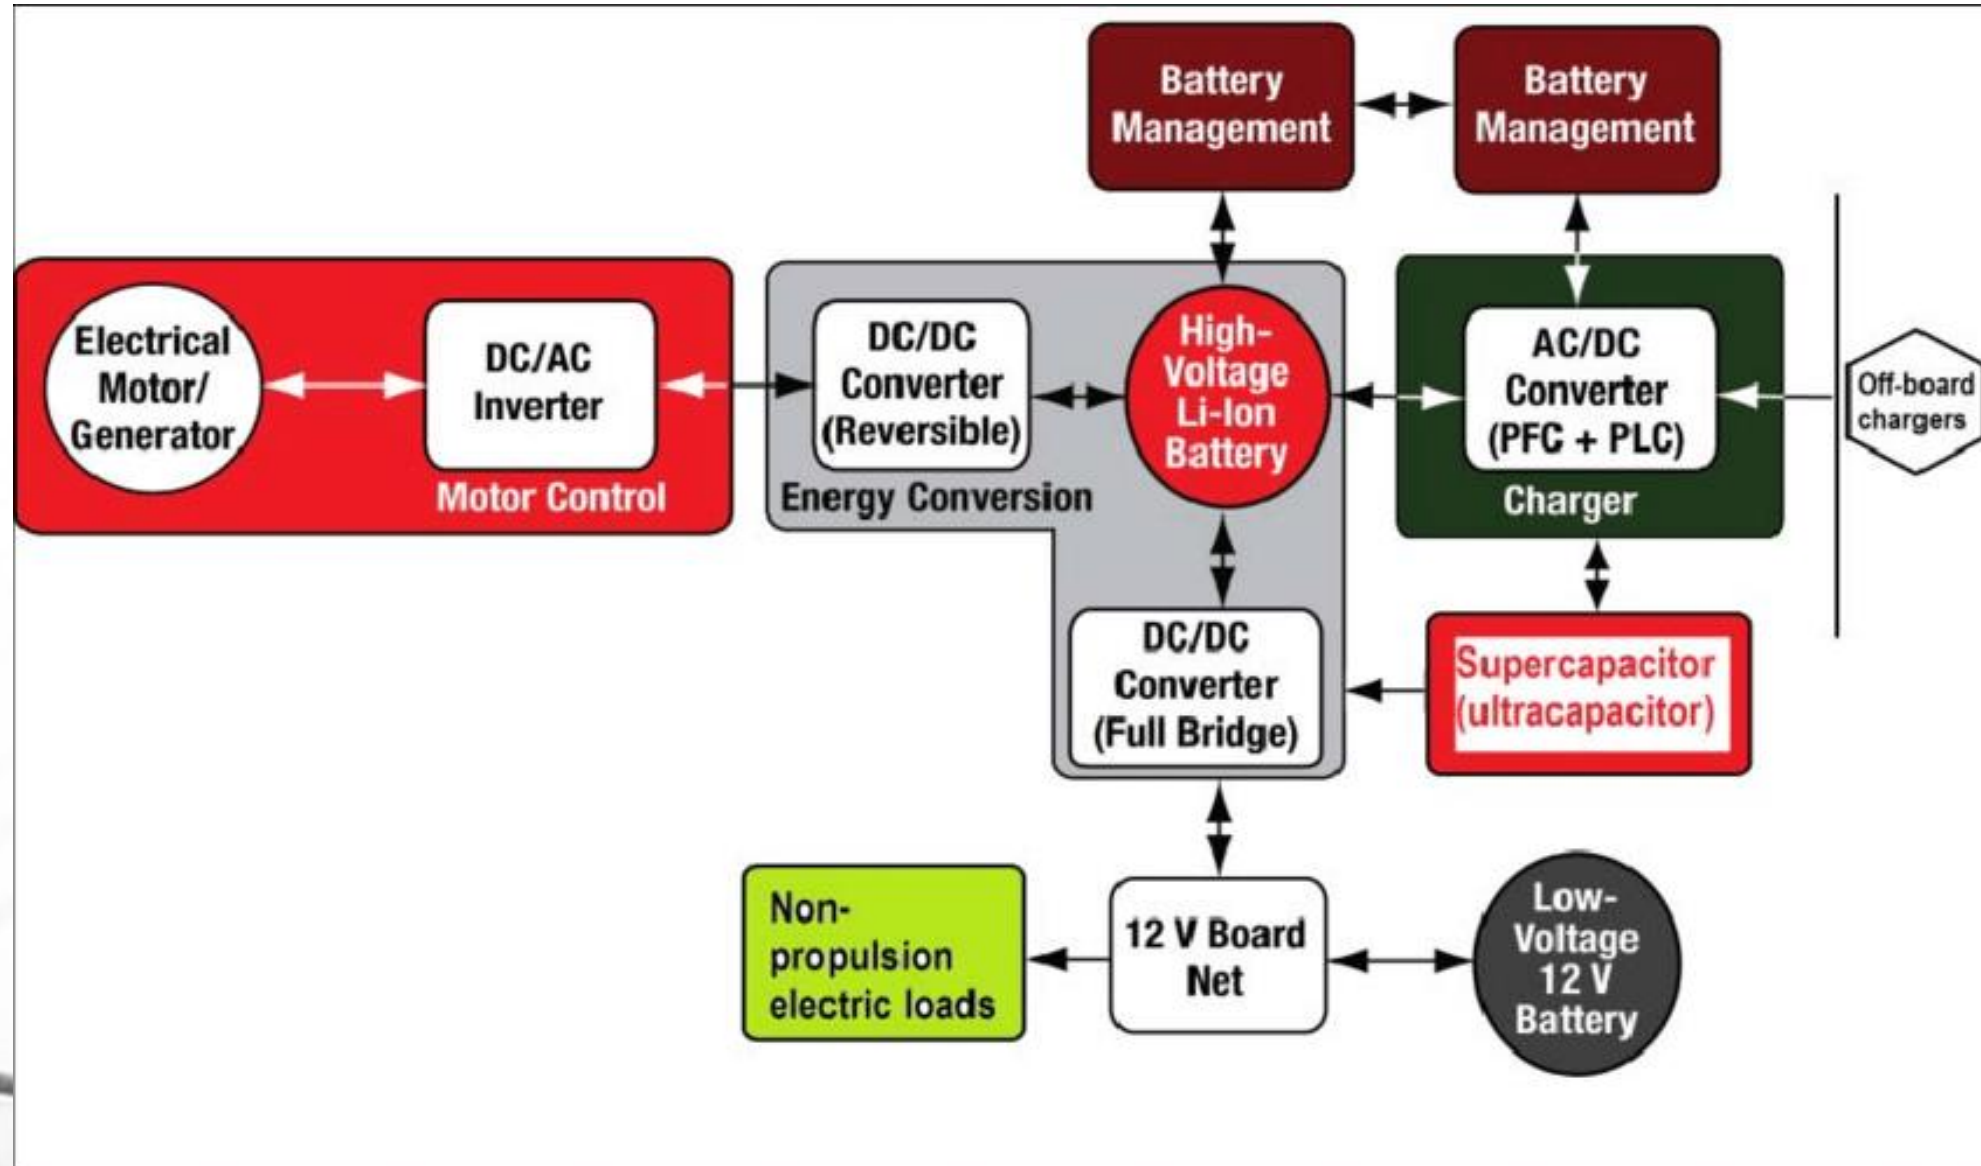 Battery
Management
Battery
Management
Electrical
Motor/
Generator
DC/AC
Inverter
Motor Control
DC/DC
Converter
(Reversible)
Energy Conversion
High-
Voltage
Li-Ion
Battery
AC/DC
Converter
(PFC + PLC)
Charger
Off-board
chargers
DC/DC
Converter
(Full Bridge)
Supercapacitor
(ultracapacitor)
Non-
propulsion
electric loads
12 V Board
Net
Low-
Voltage
12 V
Battery